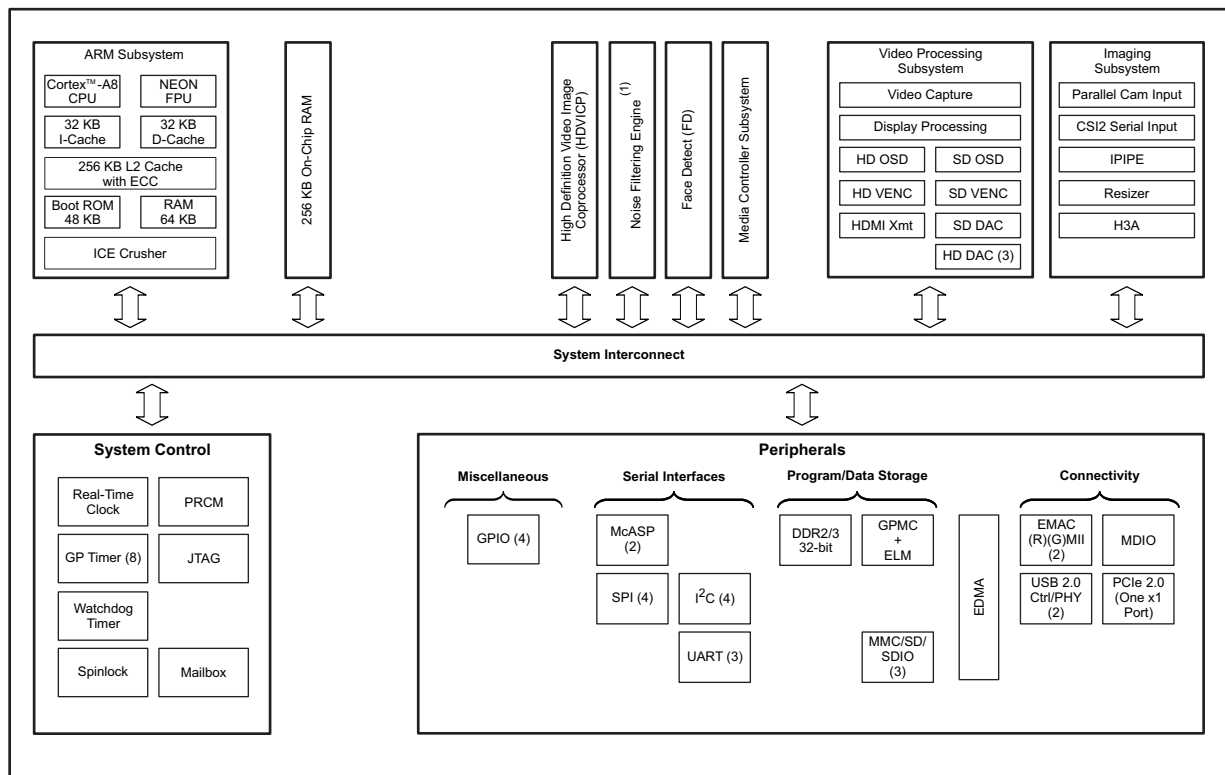 ARM Subsystem
Cortex™-A8
CPU
NEON
FPU
32 KB
I-Cache
32 KB
D-Cache
256 KB L2 Cache
with ECC
Boot ROM
48 KB
RAM
64 KB
ICE Crusher
256 KB On-Chip RAM
High Definition Video Image
Coprocessor (HDVICP)
Noise Filtering Engine (1)
Face Detect (FD)
Media Controller Subsystem
Video Processing
Subsystem
Video Capture
Display Processing
HD OSD
SD OSD
HD VENC
SD VENC
HDMI Xmt
SD DAC
HD DAC (3)
Imaging
Subsystem
Parallel Cam Input
CSI2 Serial Input
IPIPE
Resizer
H3A
System Interconnect
System Control
Real-Time
Clock
PRCM
GP Timer (8)
JTAG
Watchdog
Timer
Spinlock
Mailbox
Peripherals
Miscellaneous
GPIO (4)
Serial Interfaces
McASP
(2)
SPI (4)
I²C (4)
UART (3)
Program/Data Storage
DDR2/3
32-bit
GPMC
+
ELM
MMC/SD/
SDIO
(3)
EDMA
Connectivity
EMAC
(R)(G)MII
(2)
MDIO
USB 2.0
Ctrl/PHY
(2)
PCIe 2.0
(One x1
Port)